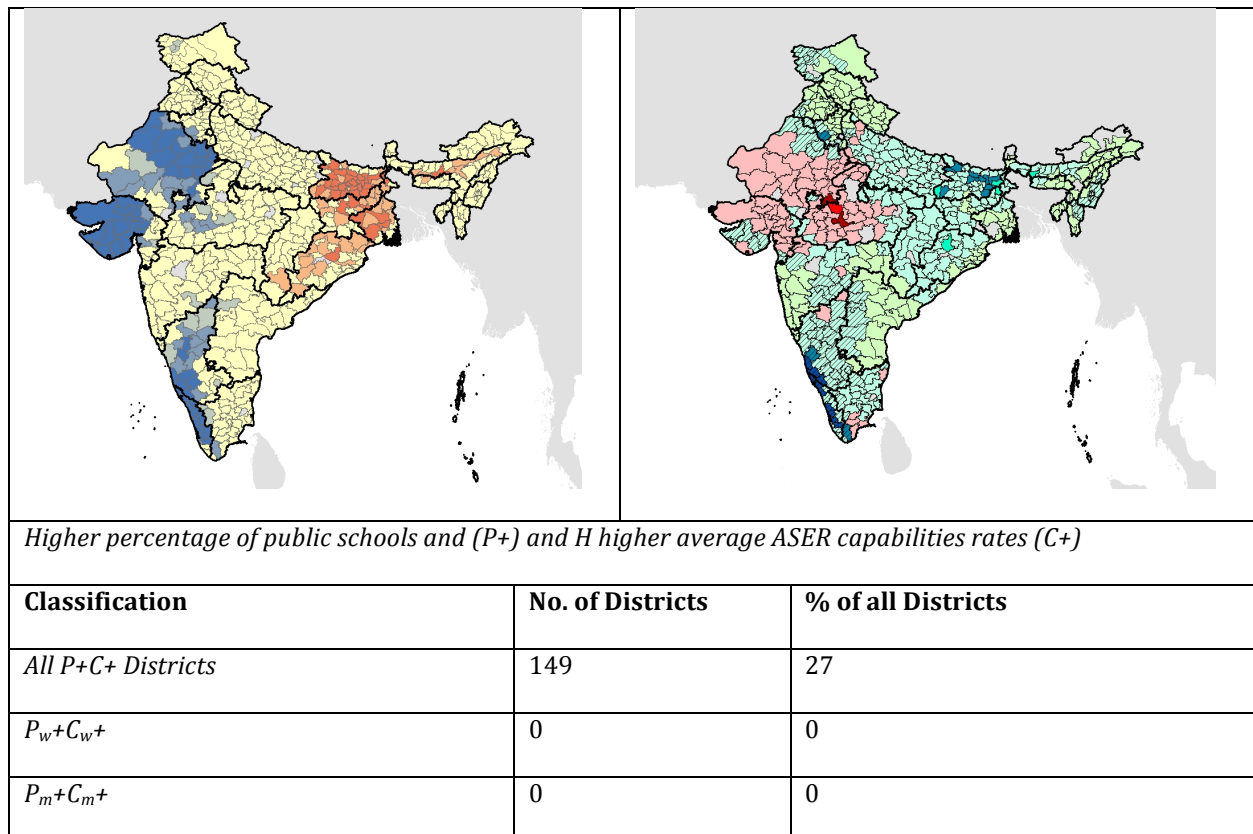 Higher percentage of public schools and (P+) and H higher average ASER capabilities rates (C+)
Classification No. of Districts % of all Districts
All P+C+ Districts 149 27
Pw+Cw+ 0 0
Pm+Cm+ 0 0